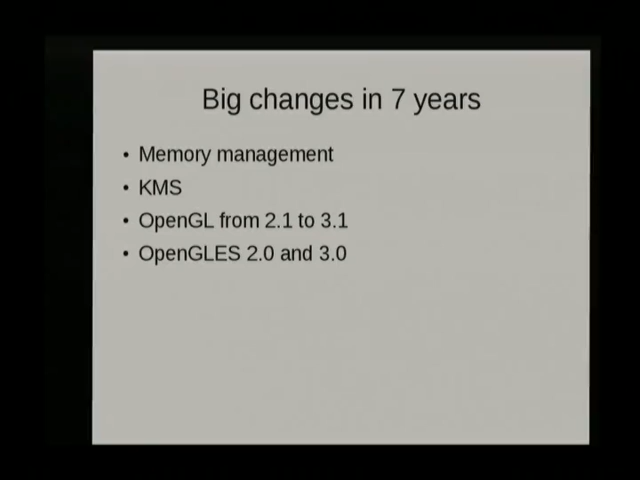 Big changes in 7 years
• Memory management
• KMS
• OpenGL from 2.1 to 3.1
• OpenGLES 2.0 and 3.0